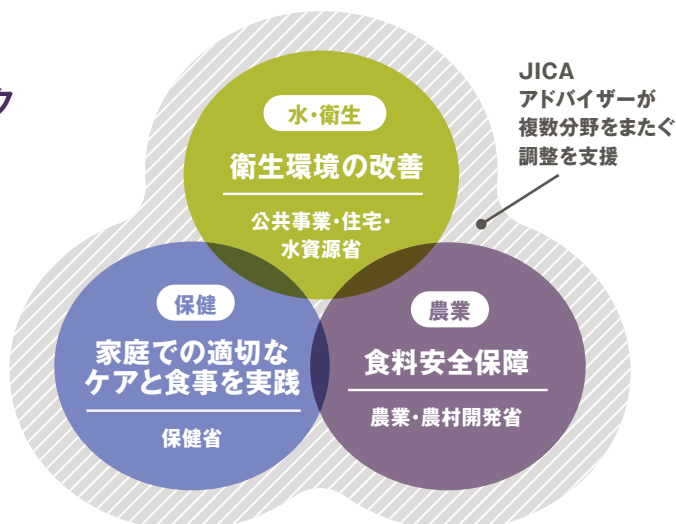 ク
JICA
アドバイザーが
複数分野をまたぐ
調整を支援
水・衛生
衛生環境の改善
公共事業・住宅・
水資源省
保健
家庭での適切な
ケアと食事を実践
保健省
農業
食料安全保障
農業・農村開発省